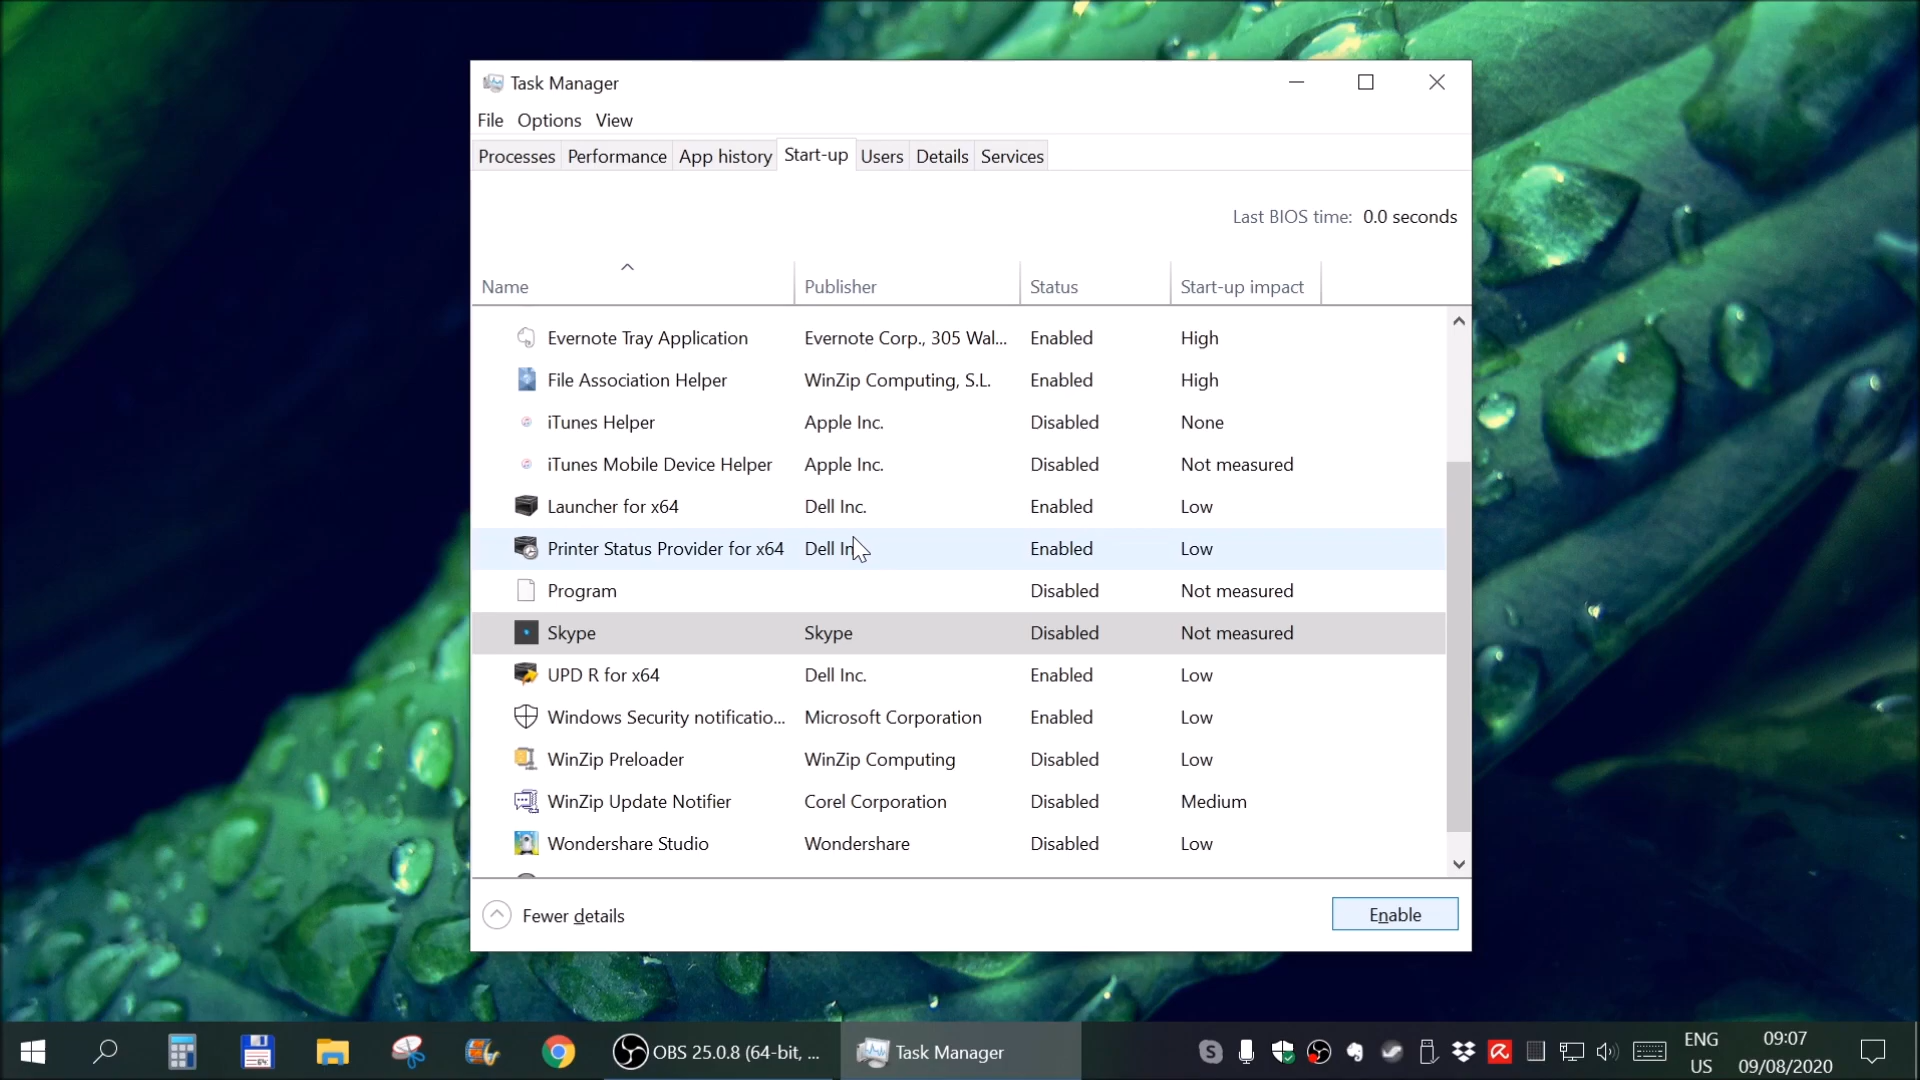 Task Manager
File Options View
Processes Performance App history Start-up Users Details Services
Last BIOS time: 0.0 seconds
Name Publisher Status Start-up impact
Evernote Tray Application Evernote Corp., 305 Wal... Enabled High
File Association Helper WinZip Computing, S.L. Enabled High
iTunes Helper Apple Inc. Disabled None
iTunes Mobile Device Helper Apple Inc. Disabled Not measured
Launcher for x64 Dell Inc. Enabled Low
Printer Status Provider for x64 Dell Enabled Low
Program Disabled Not measured
Skype Skype Disabled Not measured
UPD R for x64 Dell Inc. Enabled Low
Windows Security notificatio... Microsoft Corporation Enabled Low
WinZip Preloader WinZip Computing Disabled Low
WinZip Update Notifier Corel Corporation Disabled Medium
Wondershare Studio Wondershare Disabled Low
Fewer details Enable
OBS 25.0.8 (64-bit, ... Task Manager ENG 09:07
US 09/08/2020